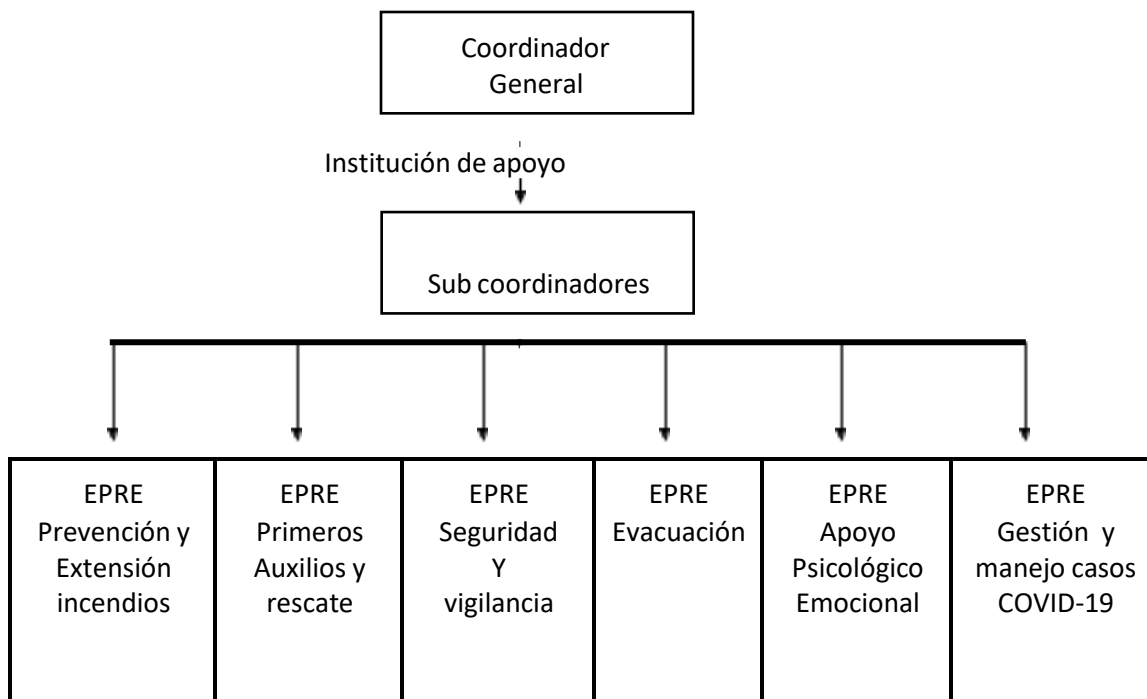 Coordinador
General
Institución de apoyo
Sub coordinadores
EPRE
Prevención y
Extensión
incendios
EPRE
Primeros
Auxilios y
rescate
EPRE
Seguridad
Y
vigilancia
EPRE
Evacuación
EPRE
Apoyo
Psicológico
Emocional
EPRE
Gestión y
manejo casos
COVID-19